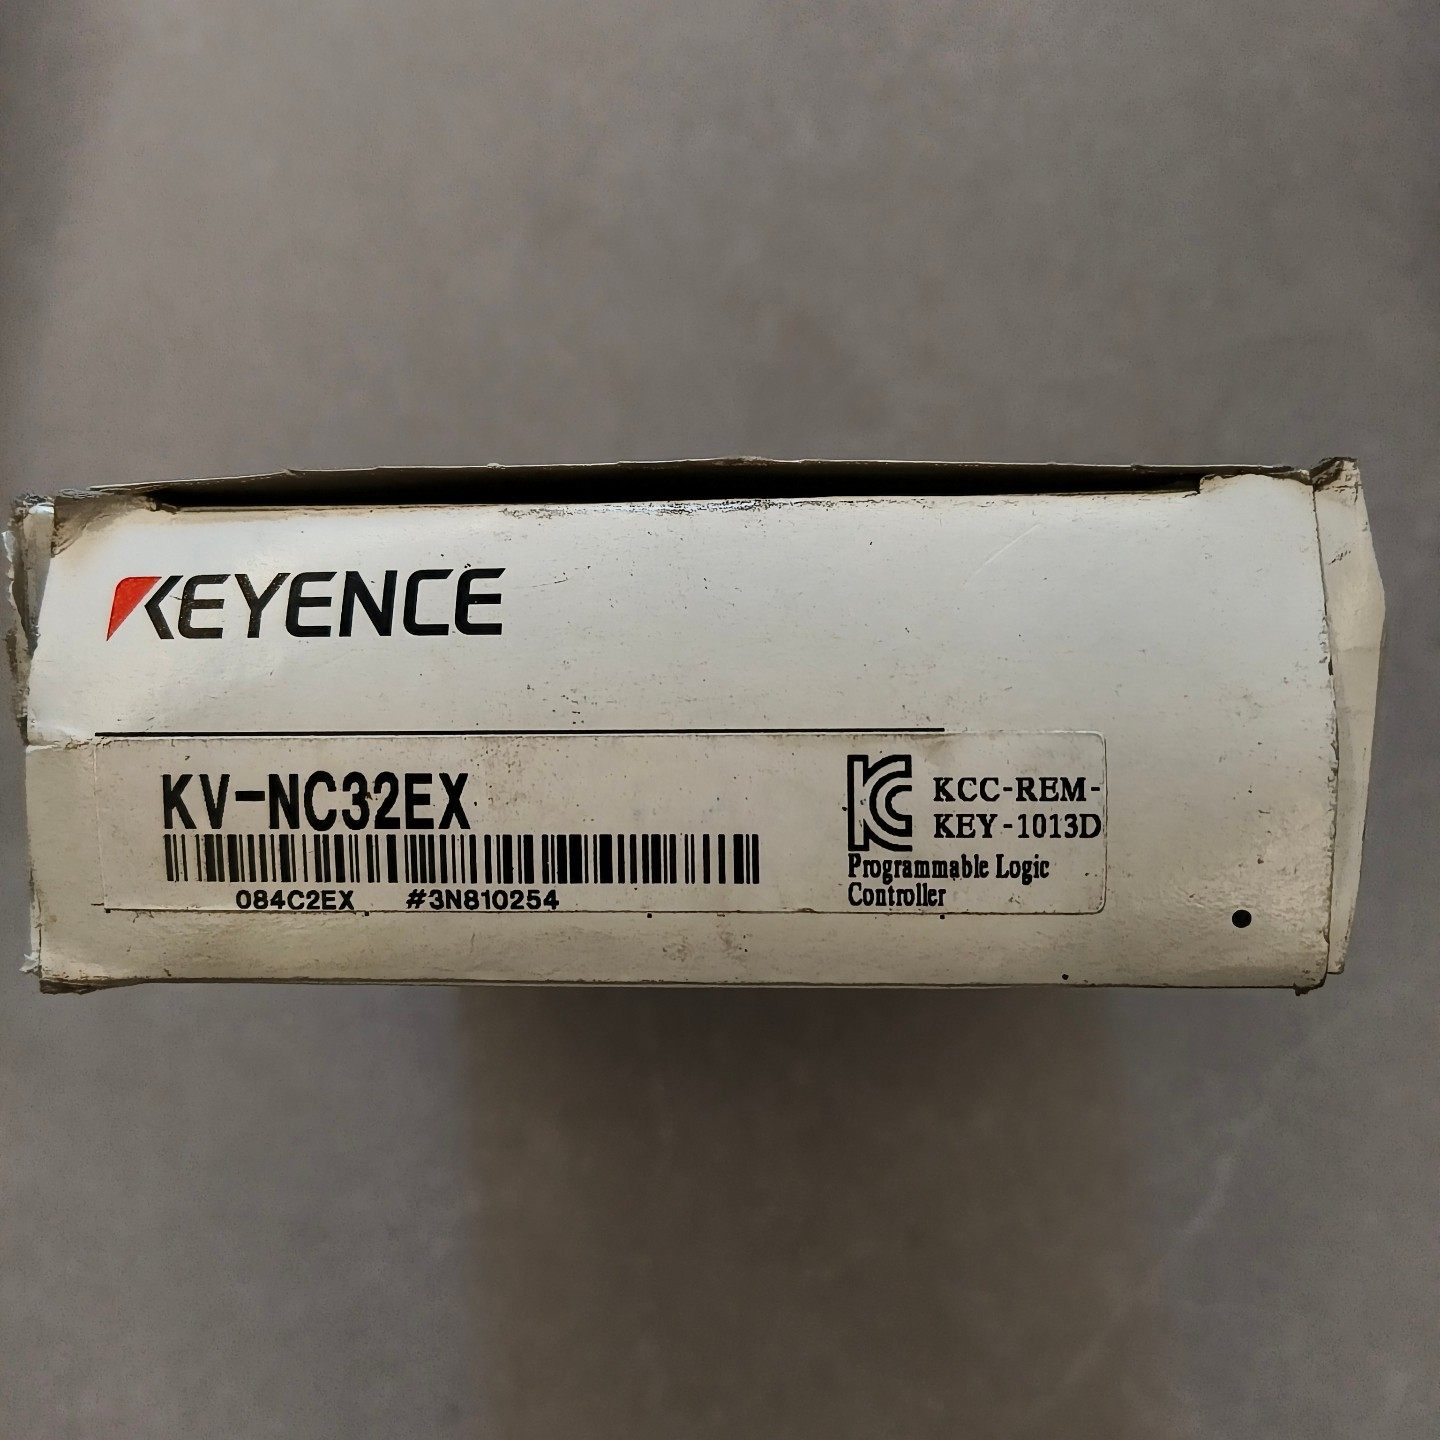 KEYENCE
KV-NC32EX
084C2EX #3N810254
KCC-REM-
KEY-1013D
Programmable Logic
Controller